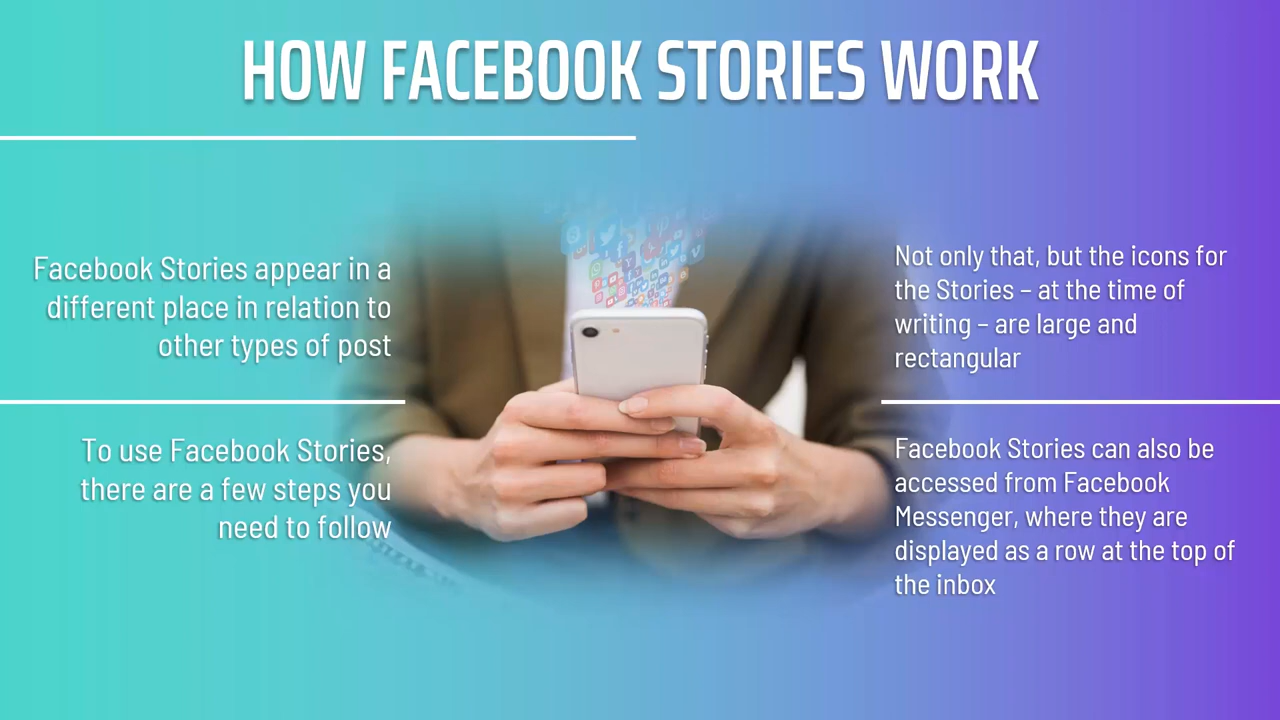 HOW FACEBOOK STORIES WORK
Facebook Stories appear in a
different place in relation to
other types of post
To use Facebook Stories,
there are a few steps you
need to follow
Not only that, but the icons for
the Stories – at the time of
writing – are large and
rectangular
Facebook Stories can also be
accessed from Facebook
Messenger, where they are
displayed as a row at the top of
the inbox